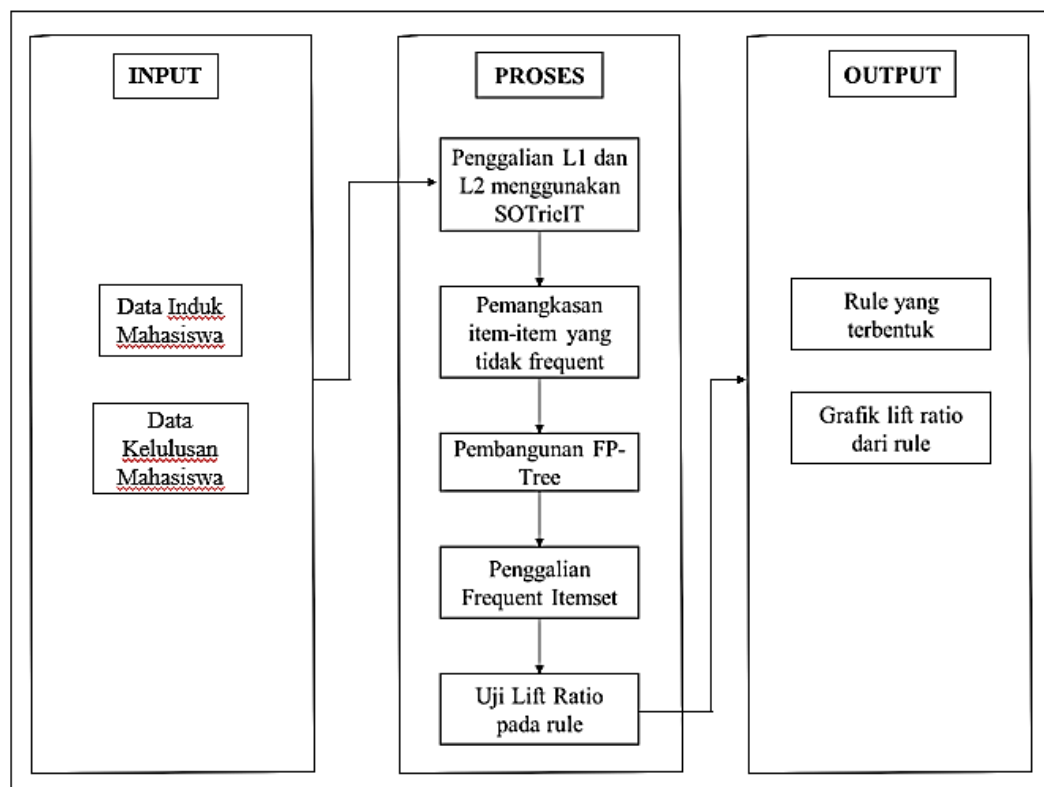 INPUT
Data Induk
Mahasiswa
Data
Kelulusan
Mahasiswa
PROSES
Penggalian L1 dan
L2 menggunakan
SOTrieIT
Pemangkasan
item-item yang
tidak frequent
Pembangunan FP-
Tree
Penggalian
Frequent Itemset
Uji Lift Ratio
pada rule
OUTPUT
Rule yang
terbentuk
Grafik lift ratio
dari rule